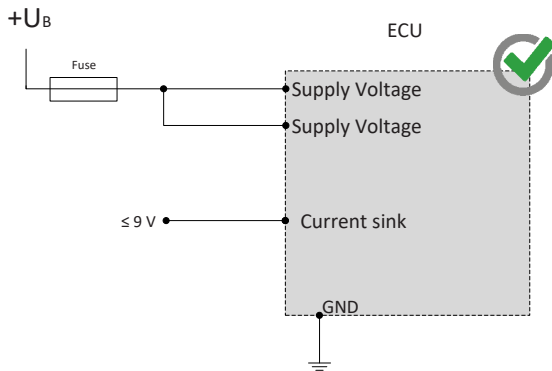 +UB
ECU
Fuse
Supply Voltage
Supply Voltage
≤ 9 V
Current sink
GND